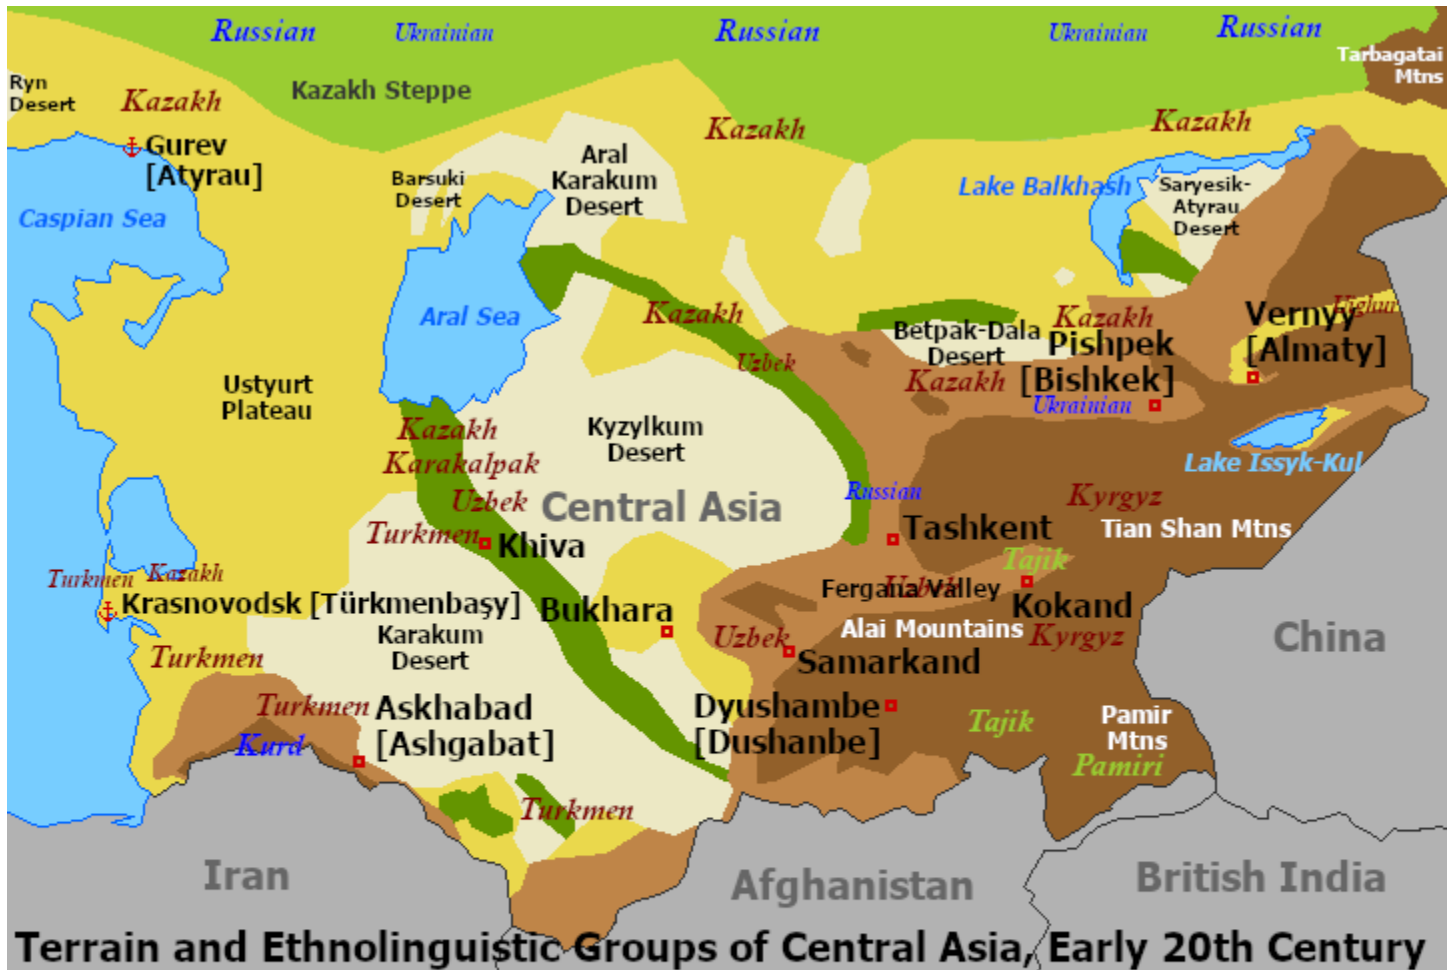 Russian
Ukrainian
Russian
Ukrainian
Russian
Tarbagatai
Mtns
Ryn
Desert
Kazakh
Kazakh Steppe
Kazakh
Kazakh
Gurev
[Atyrau]
Aral
Karakum
Desert
Barsuki
Desert
Lake Balkhash
Saryesik-
Atyrau
Desert
Caspian Sea
Aral Sea
Kazakh
Uzbek
Betpak-Dala
Desert
Kazakh
Kazakh
Pishpek
[Bishkek]
Ukrainian
Uighur
Vernyy
[Almaty]
Ustyurt
Plateau
Kazakh
Karakalpak
Uzbek
Turkmen
Khiva
Kyzylkum
Desert
Central Asia
Lake Issyk-Kul
Russian
Tashkent
Kyrgyz
Tian Shan Mtns
Tajik
Uzbek
Fergana Valley
Kokand
Turkmen
Kazakh
Krasnovodsk [Türkmenbaşy]
Bukhara
Karakum
Desert
Uzbek
Samarkand
Alai Mountains
Kyrgyz
China
Turkmen
Turkmen
Kurd
Askhabad
[Ashgabat]
Dyushambe
[Dushanbe]
Tajik
Pamir
Mtns
Pamiri
Turkmen
Iran
Afghanistan
British India
Terrain and Ethnolinguistic Groups of Central Asia, Early 20th Century